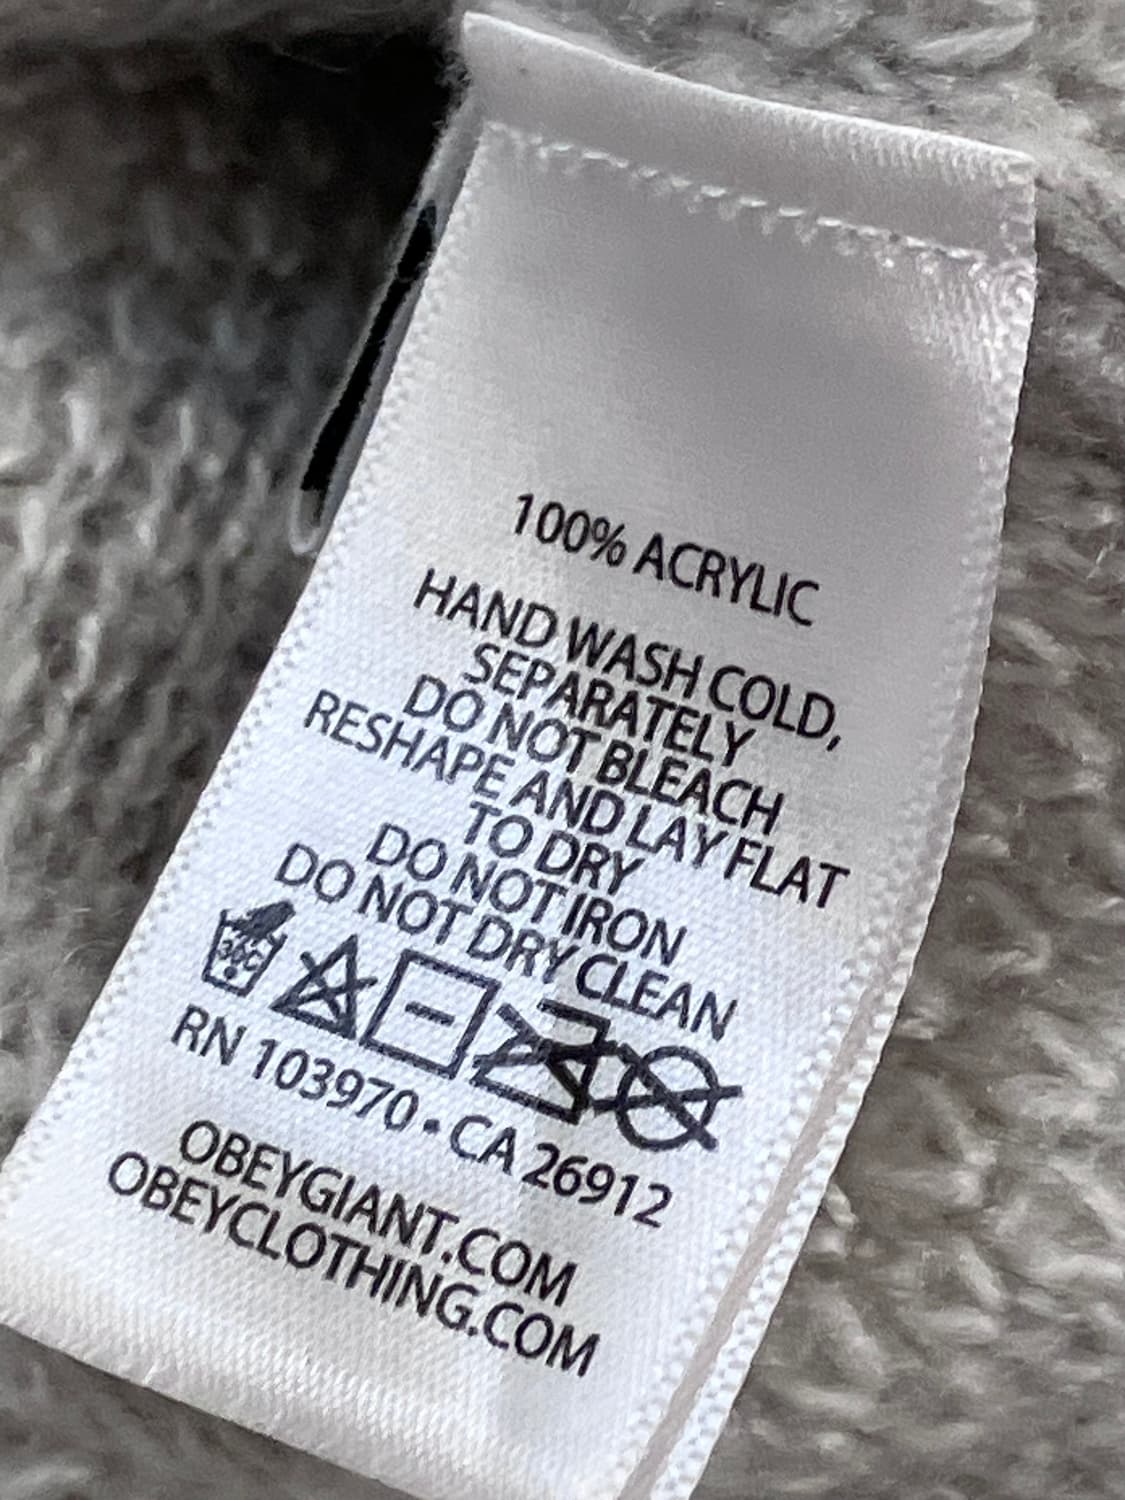 100% ACRYLIC
HAND WASH COLD,
SEPARATELY
DO NOT BLEACH
RESHAPE AND LAY FLAT
TO DRY
DO NOT IRON
DO NOT DRY CLEAN
30C
RN 103970 • CA 26912
OBEYGIANT.COM
OBEYCLOTHING.COM